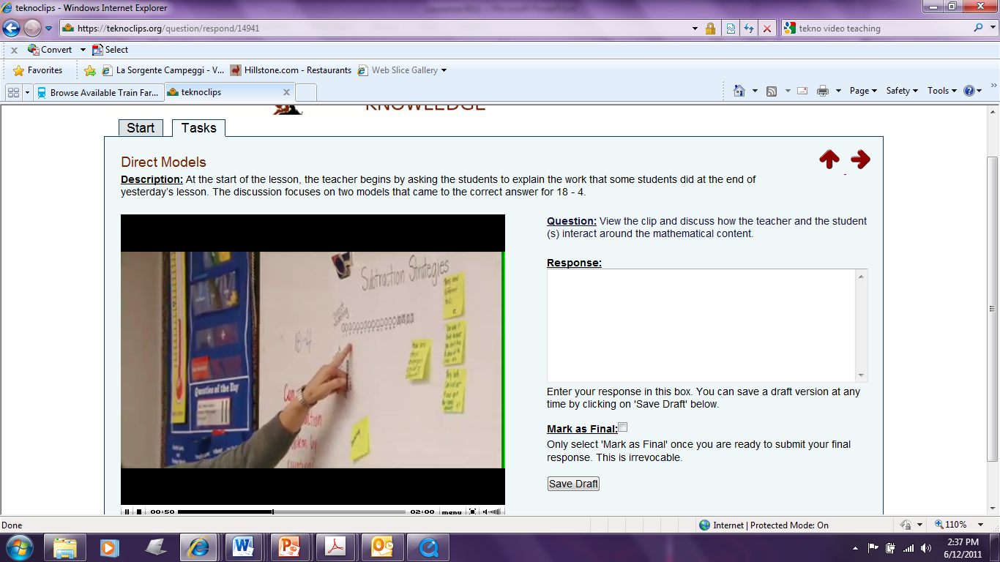 teknoclips - Windows Internet Explorer
https://teknoclips.org/question/respond/14941
tekno video teaching
x Convert Select
Favorites La Sorgente Campeggi - V... Hillstone.com - Restaurants Web Slice Gallery
Browse Available Train Far... teknoclips x Page Safety Tools
KNOWLEDGE
Start Tasks
Direct Models
Description: At the start of the lesson, the teacher begins by asking the students to explain the work that some students did at the end of
yesterday's lesson. The discussion focuses on two models that came to the correct answer for 18 - 4.
Question: View the clip and discuss how the teacher and the student
(s) interact around the mathematical content.
Response:
Subtraction Strategies
18-4
Question of the Day
Can
Enter your response in this box. You can save a draft version at any
time by clicking on 'Save Draft' below.
Mark as Final:
Only select 'Mark as Final' once you are ready to submit your final
response. This is irrevocable.
Save Draft
00:50 02:00 menu
Done Internet | Protected Mode: On 110%
2:37 PM
6/12/2011